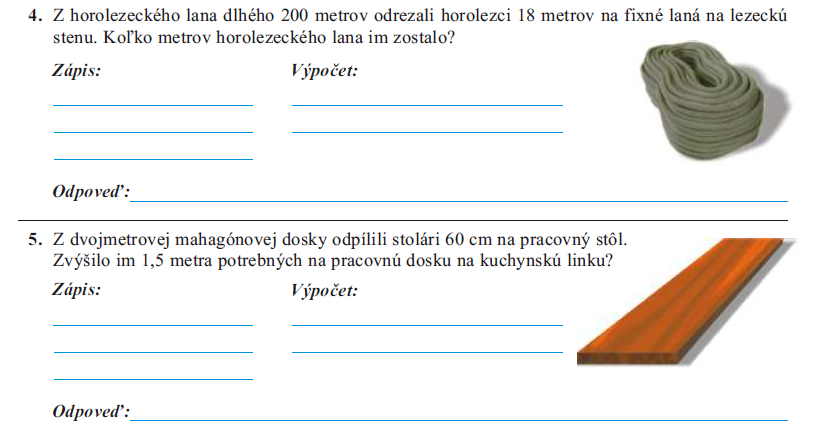 4. Z horolezeckého lana dlhého 200 metrov odrezali horolezci 18 metrov na fixné laná na lezeckú
stenu. Koľko metrov horolezeckého lana im zostalo?
Zápis: Výpočet:
Odpoveď:
5. Z dvojmetrovej mahagónovej dosky odpílili stolári 60 cm na pracovný stôl.
Zvýšilo im 1,5 metra potrebných na pracovnú dosku na kuchynskú linku?
Zápis: Výpočet:
Odpoveď: